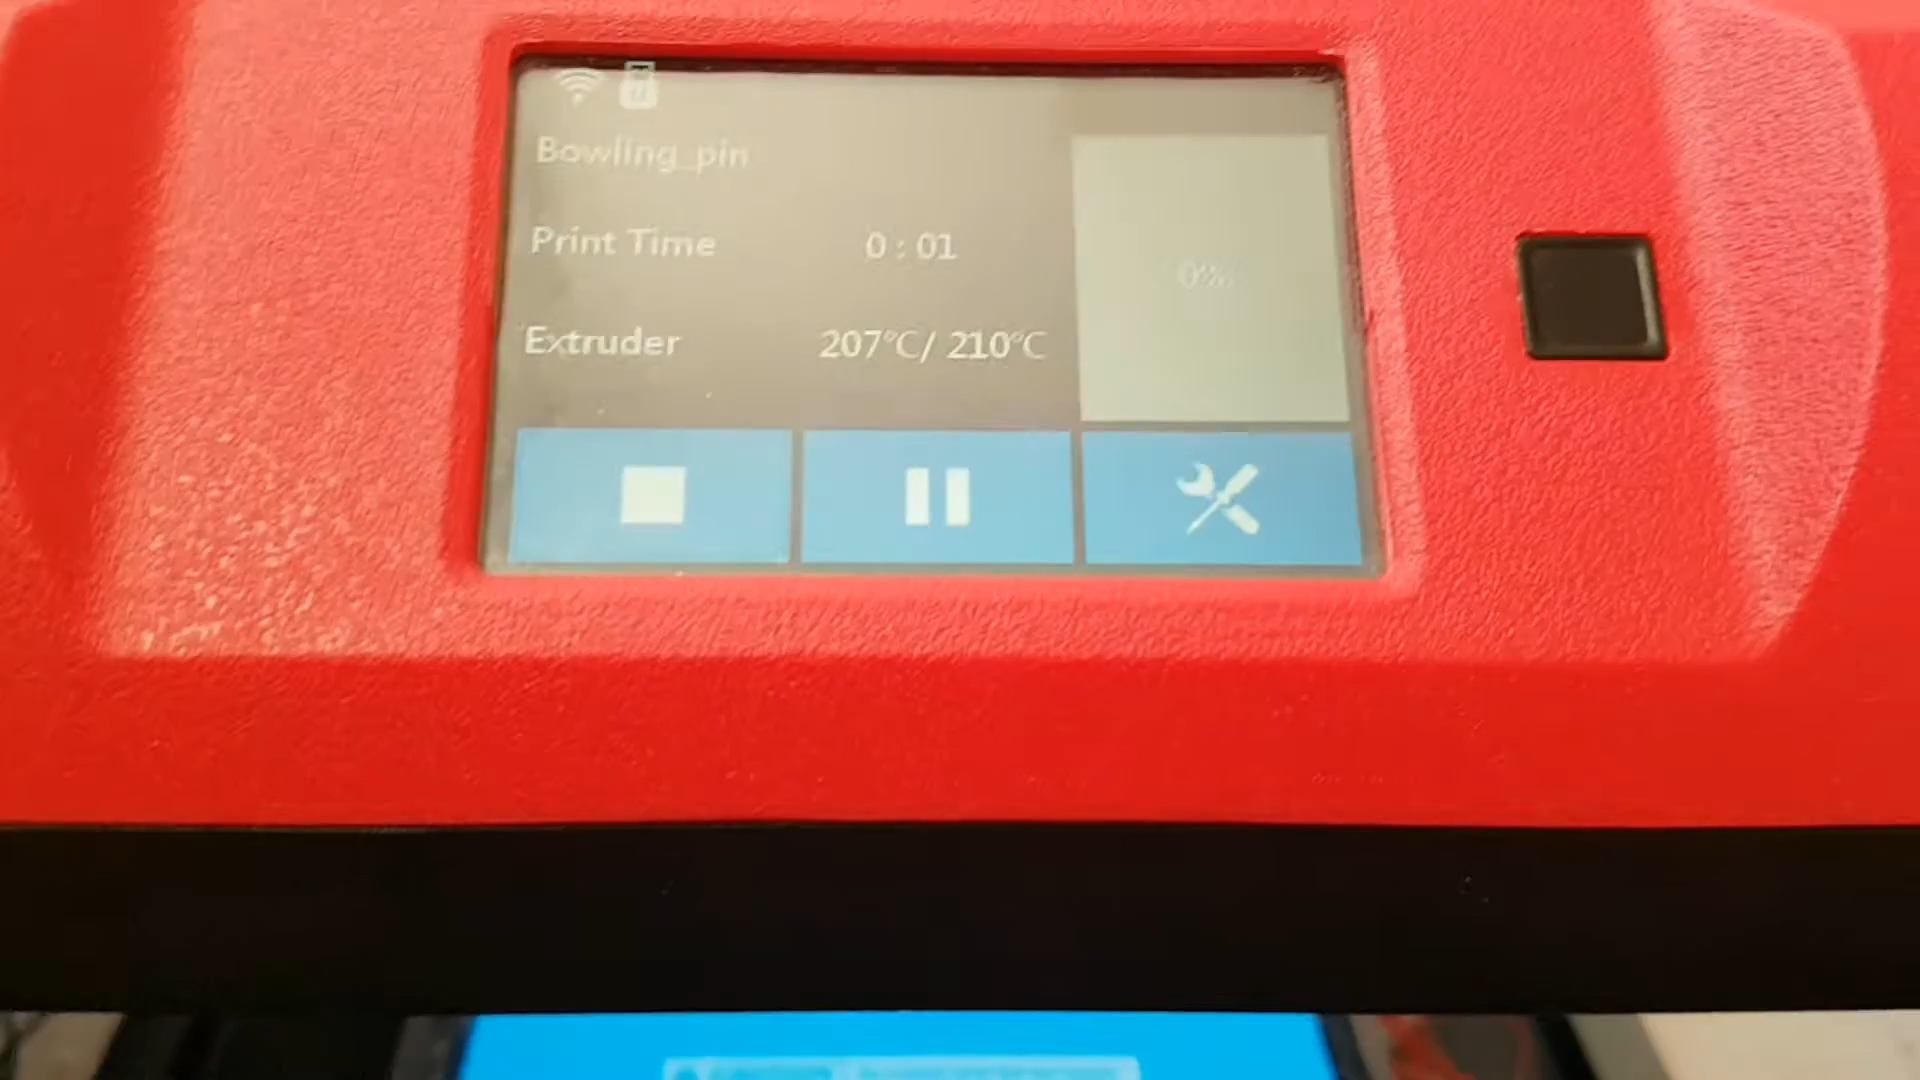 Bowling_pin
Print Time 0 : 01
0%
Extruder 207℃/ 210℃